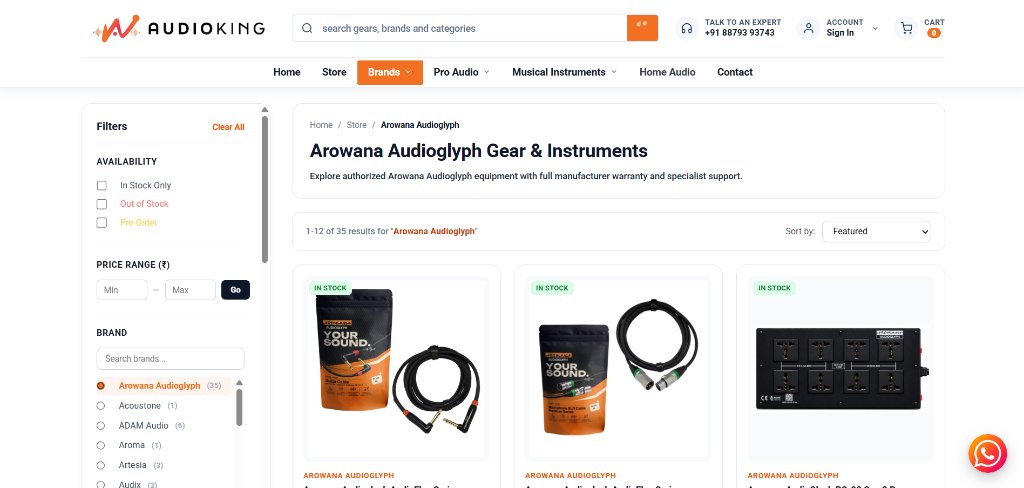 AUDIOKING
search gears, brands and categories
TALK TO AN EXPERT
+91 88793 93743
ACCOUNT
Sign In
CART
0
Home Store Brands Pro Audio Musical Instruments Home Audio Contact
Filters
Clear All
AVAILABILITY
In Stock Only
Out of Stock
Pre-Order
PRICE RANGE (₹)
Min — Max Go
BRAND
Search brands...
Arowana Audioglyph (35)
Acoustone (1)
ADAM Audio (6)
Aroma (1)
Artesia (3)
Audix (2)
Home / Store / Arowana Audioglyph
Arowana Audioglyph Gear & Instruments
Explore authorized Arowana Audioglyph equipment with full manufacturer warranty and specialist support.
1-12 of 35 results for "Arowana Audioglyph"
Sort by: Featured
IN STOCK
YOUR
SOUND.
AROWANA AUDIOGLYPH
IN STOCK
YOUR
SOUND.
AROWANA AUDIOGLYPH
IN STOCK
AROWANA AUDIOGLYPH